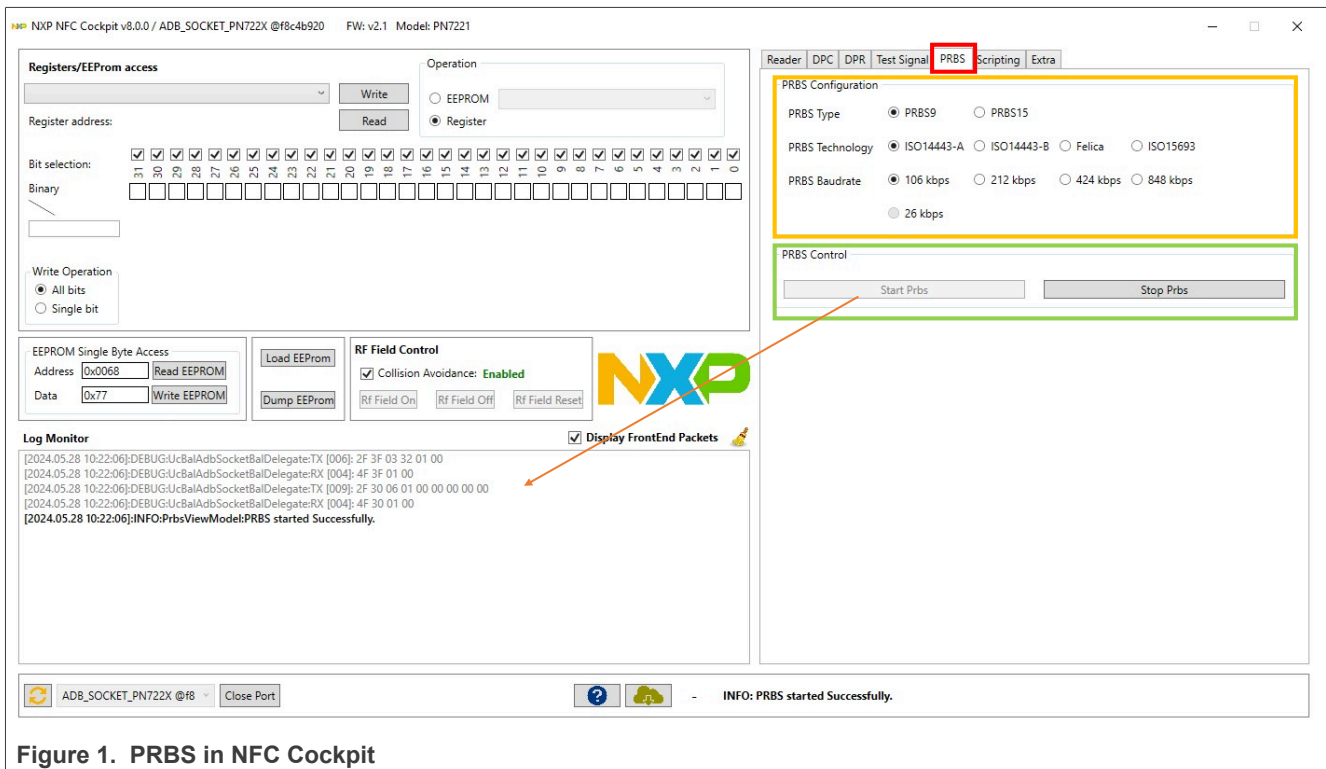 NXP NFC Cockpit v8.0.0 / ADB_SOCKET_PN722X @f8c4b920 FW: v2.1 Model: PN7221
Registers/EEProm access
Write
Register address:
Read
Operation
EEPROM
Register
Bit selection:
31 30 29 28 27 26 25 24 23 22 21 20 19 18 17 16 15 14 13 12 11 10 9 8 7 6 5 4 3 2 1 0
Binary
Write Operation
All bits
Single bit
EEPROM Single Byte Access
Address 0x0068 Read EEPROM
Data 0x77 Write EEPROM
Load EEProm
Dump EEProm
RF Field Control
Collision Avoidance: Enabled
Rf Field On Rf Field Off Rf Field Reset
NXP
Log Monitor
Display FrontEnd Packets
[2024.05.28 10:22:06]:DEBUG:UcBalAdbSocketBalDelegate:TX [006]: 2F 3F 03 32 01 00
[2024.05.28 10:22:06]:DEBUG:UcBalAdbSocketBalDelegate:RX [004]: 4F 3F 01 00
[2024.05.28 10:22:06]:DEBUG:UcBalAdbSocketBalDelegate:TX [009]: 2F 30 06 01 00 00 00 00 00
[2024.05.28 10:22:06]:DEBUG:UcBalAdbSocketBalDelegate:RX [004]: 4F 30 01 00
[2024.05.28 10:22:06]:INFO:PrbsViewModel:PRBS started Successfully.
Reader DPC DPR Test Signal PRBS Scripting Extra
PRBS Configuration
PRBS Type PRBS9 PRBS15
PRBS Technology ISO14443-A ISO14443-B Felica ISO15693
PRBS Baudrate 106 kbps 212 kbps 424 kbps 848 kbps
26 kbps
PRBS Control
Start Prbs Stop Prbs
ADB_SOCKET_PN722X @f8 Close Port ? - INFO: PRBS started Successfully.
Figure 1. PRBS in NFC Cockpit